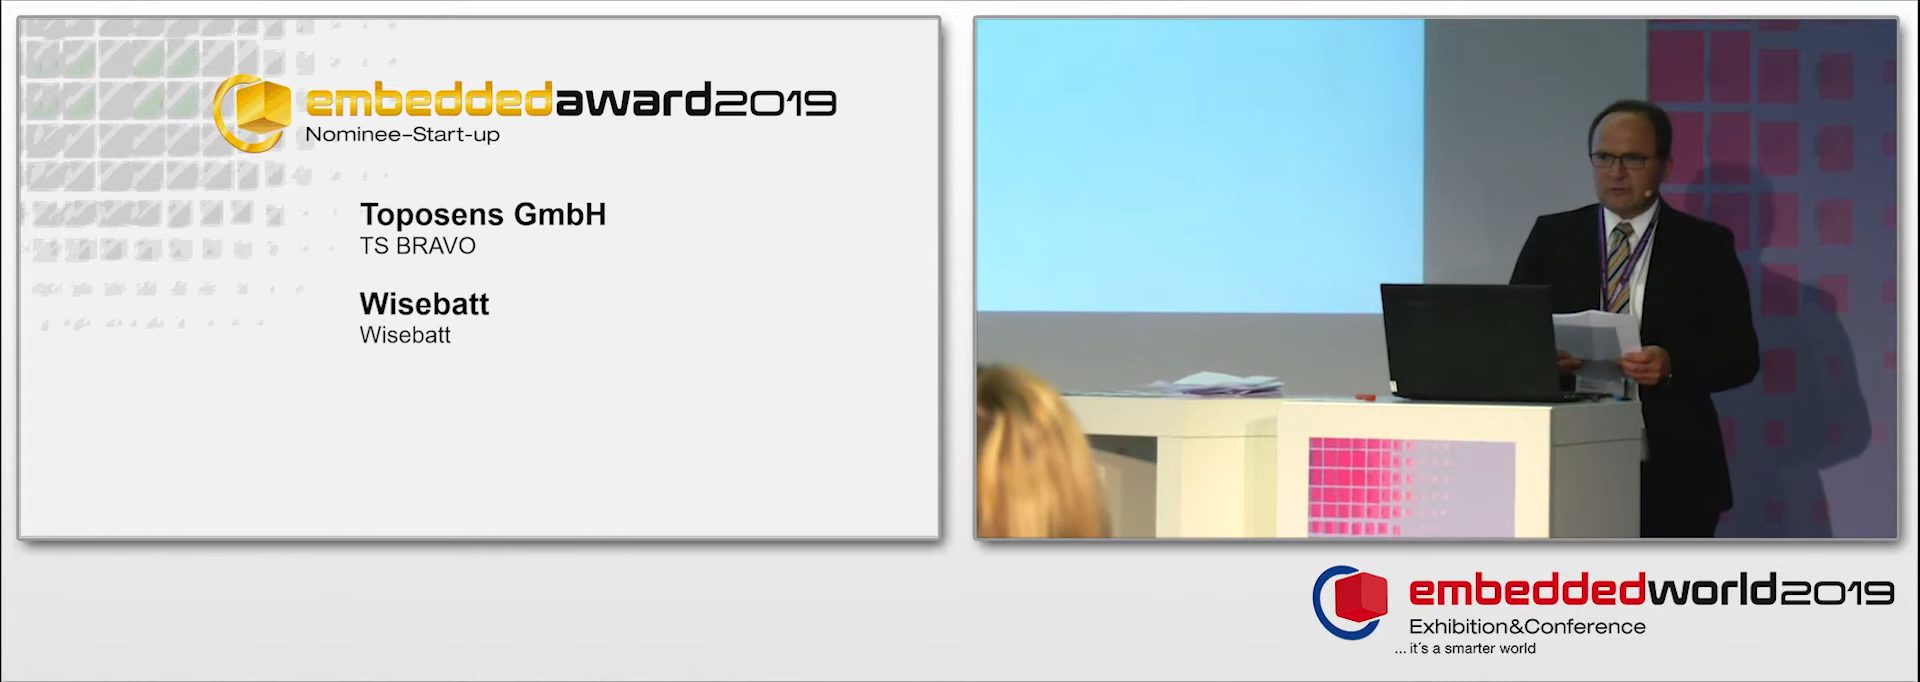 embeddedaward2019
Nominee-Start-up
Toposens GmbH
TS BRAVO
Wisebatt
Wisebatt
embeddedworld2019
Exhibition&Conference
... it´s a smarter world